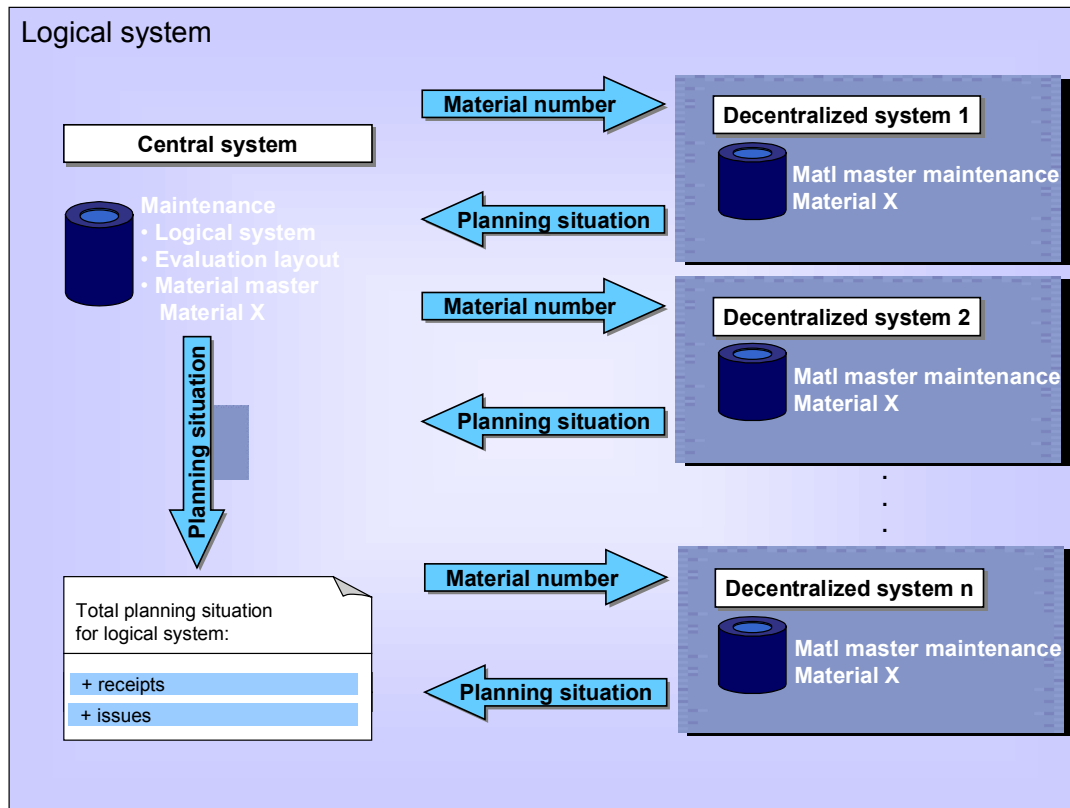 Logical system
Central system
Maintenance
• Logical system
• Evaluation layout
• Material master
Material X
Planning situation
Total planning situation
for logical system:
+ receipts
+ issues
Material number
Planning situation
Decentralized system 1
Matl master maintenance
Material X
Material number
Planning situation
Decentralized system 2
Matl master maintenance
Material X
.
.
.
Material number
Planning situation
Decentralized system n
Matl master maintenance
Material X